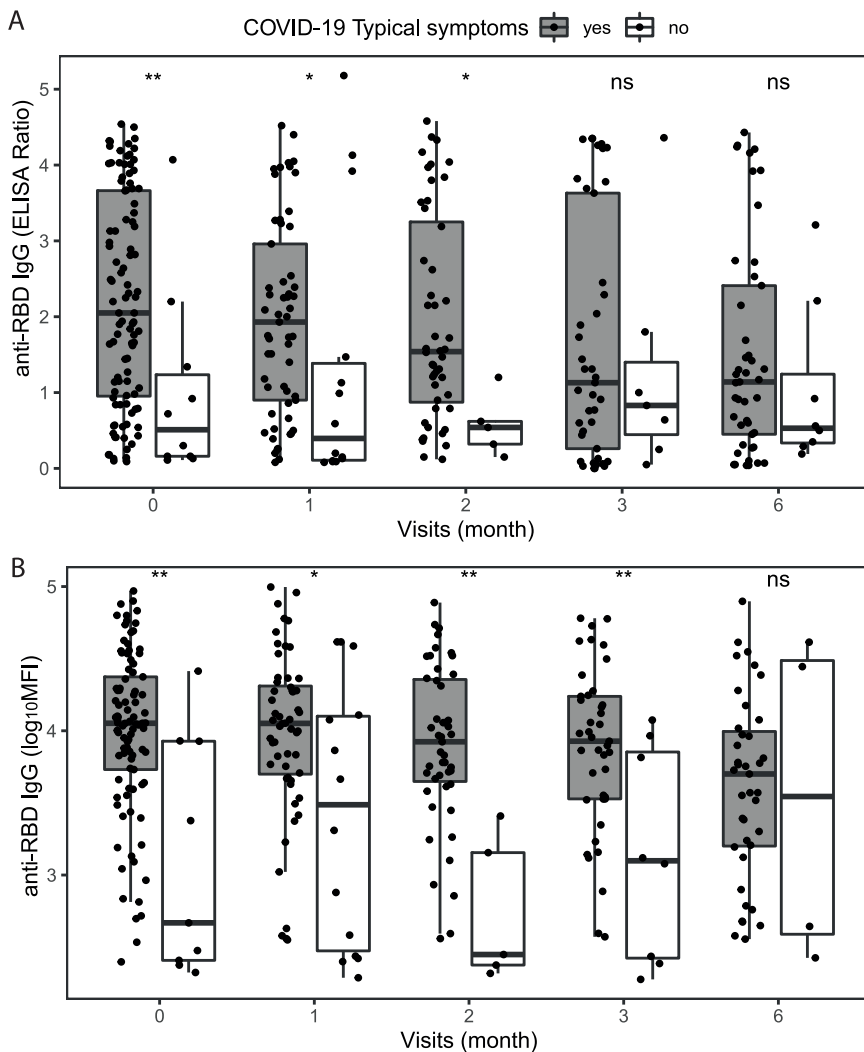 A
COVID-19 Typical symptoms yes no
** * * ns ns
anti-RBD IgG (ELISA Ratio)
5
4
3
2
1
0
0 1 2 3 6
Visits (month)
B
** * ** ** ns
anti-RBD IgG (log₁₀MFI)
5
4
3
0 1 2 3 6
Visits (month)